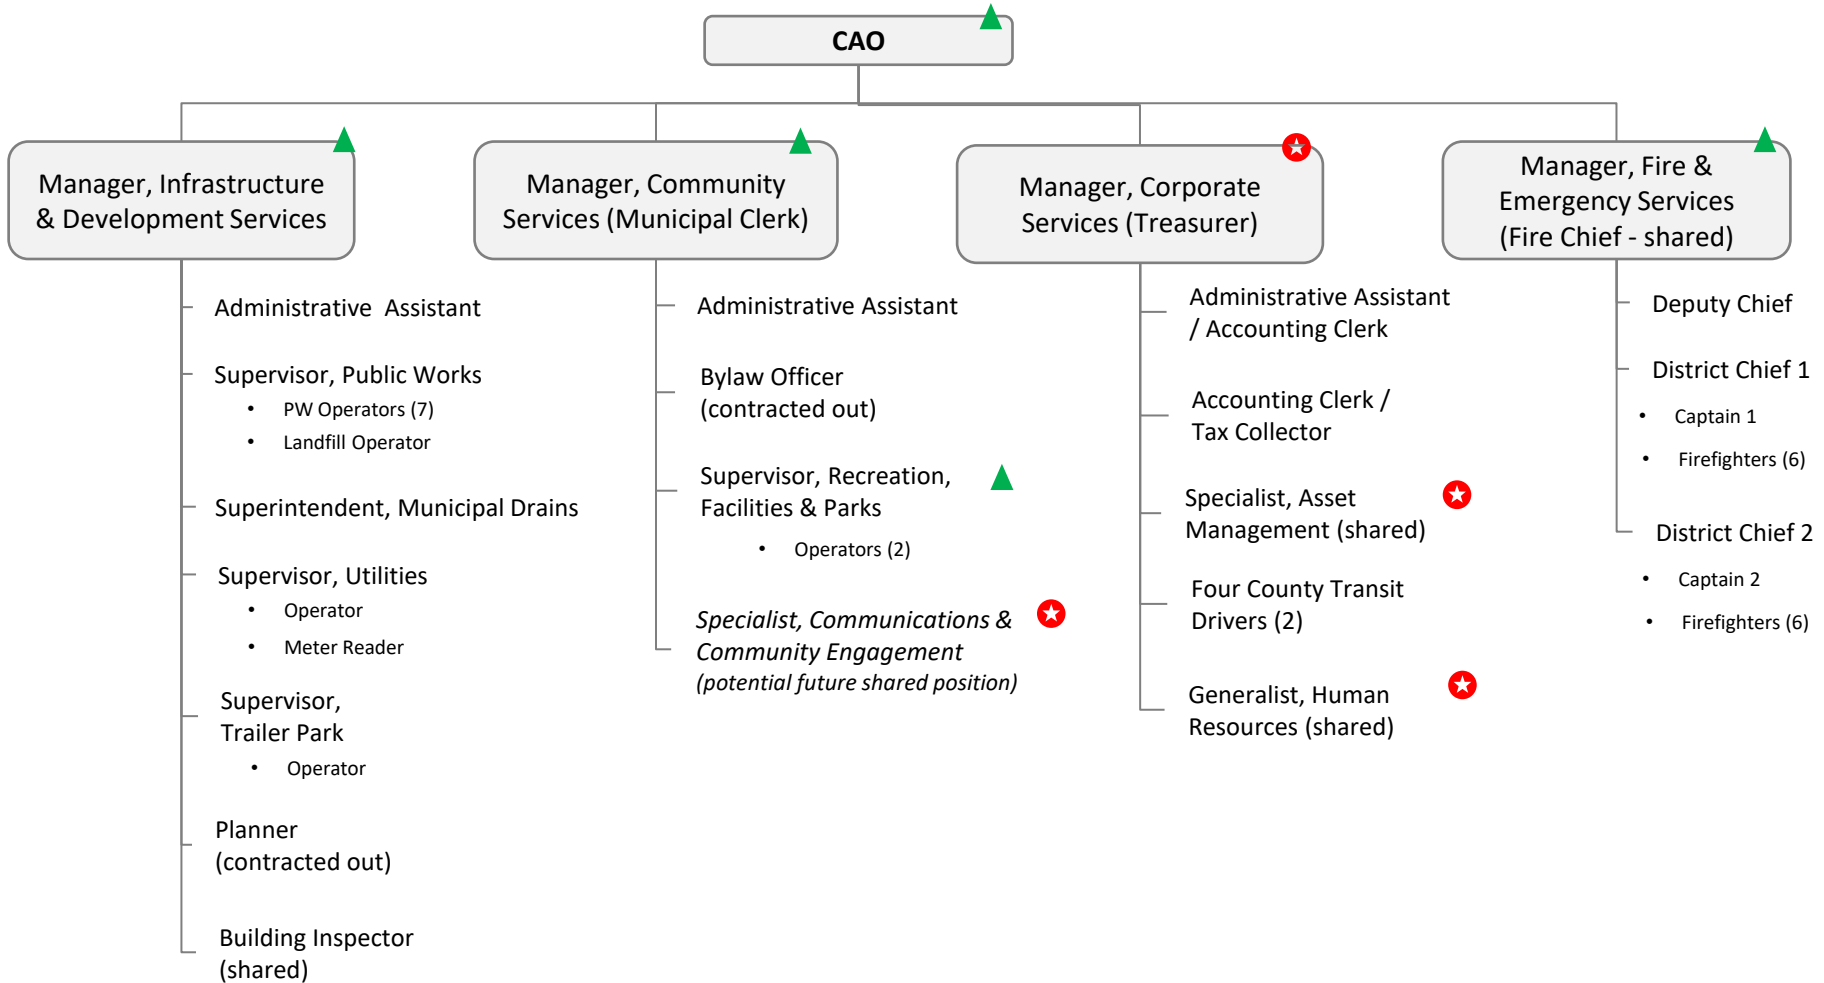 CAO
Manager, Infrastructure
& Development Services
Administrative Assistant
Supervisor, Public Works
• PW Operators (7)
• Landfill Operator
Superintendent, Municipal Drains
Supervisor, Utilities
• Operator
• Meter Reader
Supervisor,
Trailer Park
• Operator
Planner
(contracted out)
Building Inspector
(shared)
Manager, Community
Services (Municipal Clerk)
Administrative Assistant
Bylaw Officer
(contracted out)
Supervisor, Recreation,
Facilities & Parks
• Operators (2)
Specialist, Communications &
Community Engagement
(potential future shared position)
Manager, Corporate
Services (Treasurer)
Administrative Assistant
/ Accounting Clerk
Accounting Clerk /
Tax Collector
Specialist, Asset
Management (shared)
Four County Transit
Drivers (2)
Generalist, Human
Resources (shared)
Manager, Fire &
Emergency Services
(Fire Chief - shared)
Deputy Chief
District Chief 1
• Captain 1
• Firefighters (6)
District Chief 2
• Captain 2
• Firefighters (6)